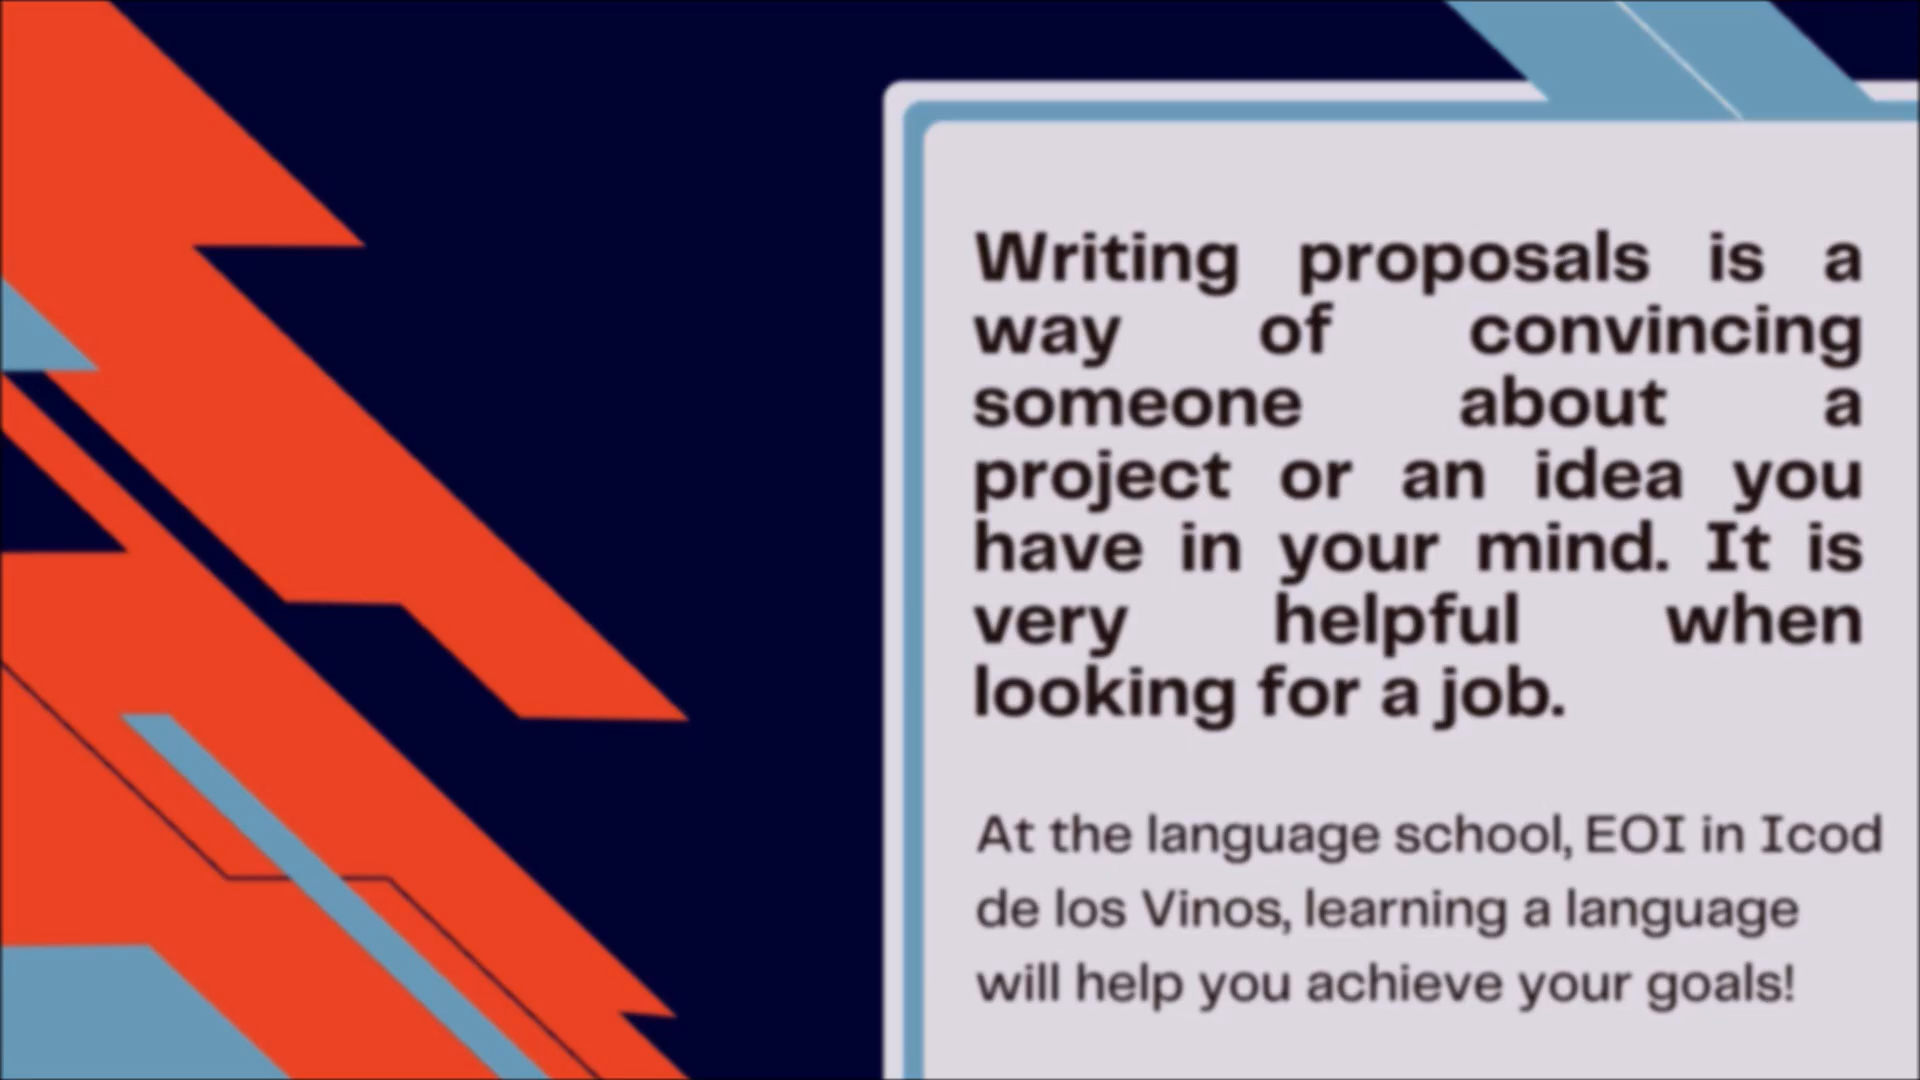 Writing proposals is a
way of convincing
someone about a
project or an idea you
have in your mind. It is
very helpful when
looking for a job.
At the language school, EOI in Icod
de los Vinos, learning a language
will help you achieve your goals!